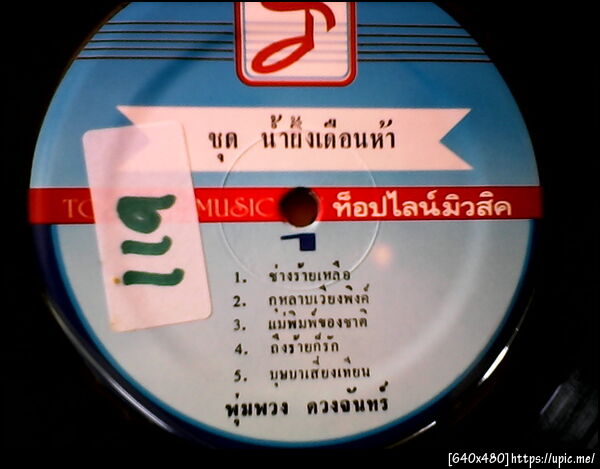 ชุด น้ำผึ้งเดือนห้า
MUSIC ท็อปไลน์มิวสิค
1. ช่างร้ายเหลือ
2. กุหลาบเวียงพิงค์
3. แม่พิมพ์ของชาติ
4. ถึงร้ายก็รัก
5. บุษบาเสี่ยงเทียน
พุ่มพวง ดวงจันทร์
[640x480]https://upic.me/